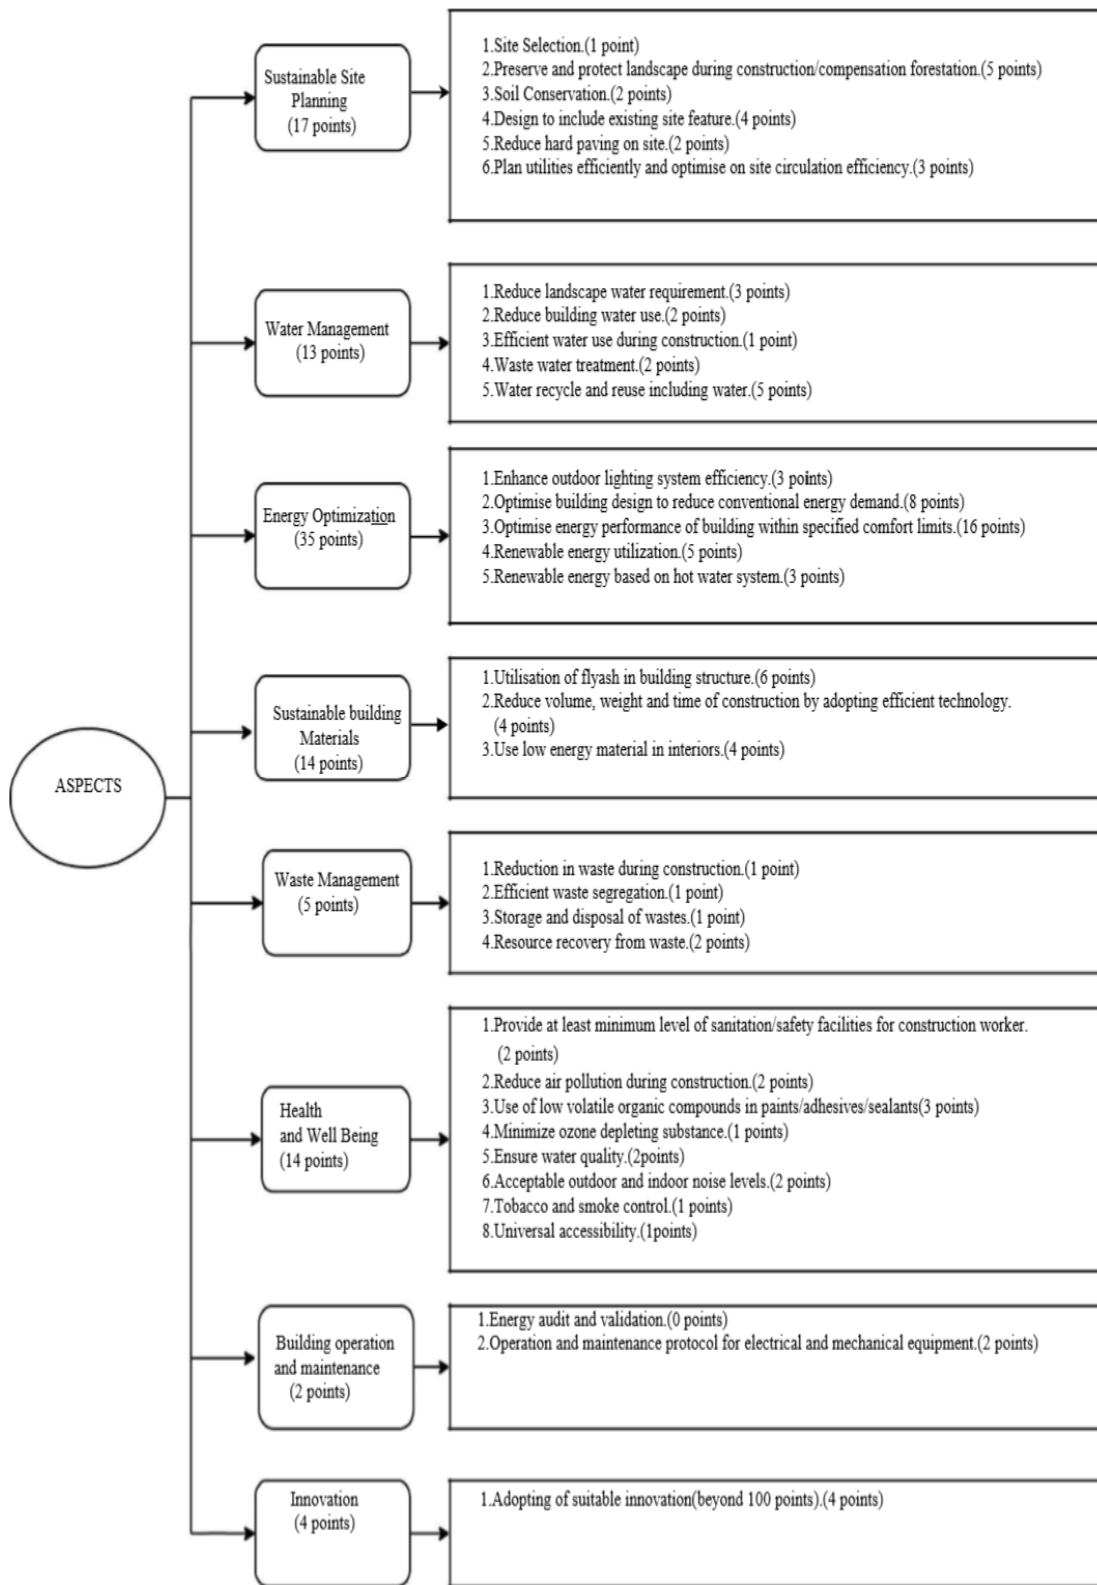 ASPECTS
Sustainable Site
Planning
(17 points)
1.Site Selection.(1 point)
2.Preserve and protect landscape during construction/compensation forestation.(5 points)
3.Soil Conservation.(2 points)
4.Design to include existing site feature.(4 points)
5.Reduce hard paving on site.(2 points)
6.Plan utilities efficiently and optimise on site circulation efficiency.(3 points)
Water Management
(13 points)
1.Reduce landscape water requirement.(3 points)
2.Reduce building water use.(2 points)
3.Efficient water use during construction.(1 point)
4.Waste water treatment.(2 points)
5.Water recycle and reuse including water.(5 points)
Energy Optimization
(35 points)
1.Enhance outdoor lighting system efficiency.(3 points)
2.Optimise building design to reduce conventional energy demand.(8 points)
3.Optimise energy performance of building within specified comfort limits.(16 points)
4.Renewable energy utilization.(5 points)
5.Renewable energy based on hot water system.(3 points)
Sustainable building
Materials
(14 points)
1.Utilisation of flyash in building structure.(6 points)
2.Reduce volume, weight and time of construction by adopting efficient technology.
(4 points)
3.Use low energy material in interiors.(4 points)
Waste Management
(5 points)
1.Reduction in waste during construction.(1 point)
2.Efficient waste segregation.(1 point)
3.Storage and disposal of wastes.(1 point)
4.Resource recovery from waste.(2 points)
Health
and Well Being
(14 points)
1.Provide at least minimum level of sanitation/safety facilities for construction worker.
(2 points)
2.Reduce air pollution during construction.(2 points)
3.Use of low volatile organic compounds in paints/adhesives/sealants(3 points)
4.Minimize ozone depleting substance.(1 points)
5.Ensure water quality.(2points)
6.Acceptable outdoor and indoor noise levels.(2 points)
7.Tobacco and smoke control.(1 points)
8.Universal accessibility.(1points)
Building operation
and maintenance
(2 points)
1.Energy audit and validation.(0 points)
2.Operation and maintenance protocol for electrical and mechanical equipment.(2 points)
Innovation
(4 points)
1.Adopting of suitable innovation(beyond 100 points).(4 points)